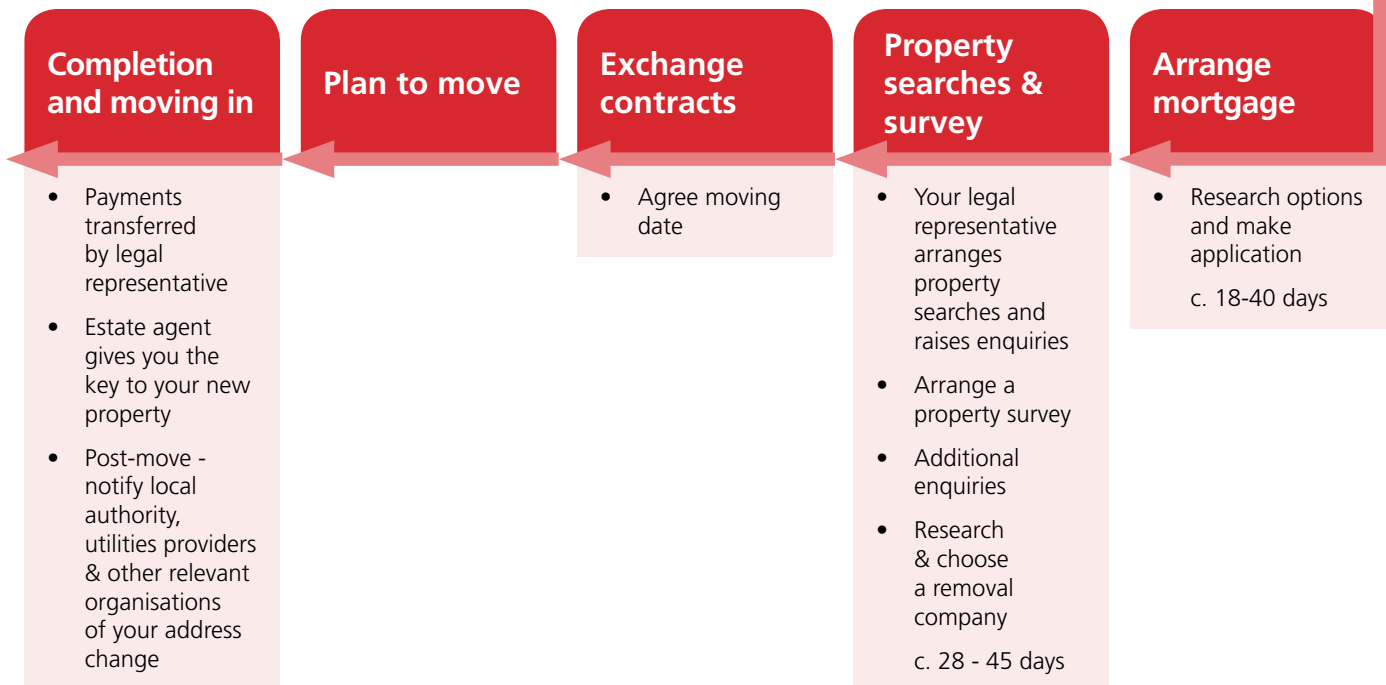 Completion
and moving in
• Payments
transferred
by legal
representative
• Estate agent
gives you the
key to your new
property
• Post-move -
notify local
authority,
utilities providers
& other relevant
organisations
of your address
change
Plan to move
Exchange
contracts
• Agree moving
date
Property
searches &
survey
• Your legal
representative
arranges
property
searches and
raises enquiries
• Arrange a
property survey
• Additional
enquiries
• Research
& choose
a removal
company
c. 28 - 45 days
Arrange
mortgage
• Research options
and make
application
c. 18-40 days